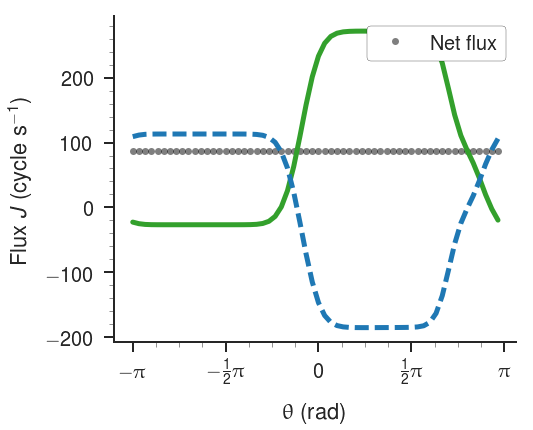 Net flux
Flux J (cycle s⁻¹)
200
100
0
−100
−200
−π
−½π
0
½π
π
θ (rad)